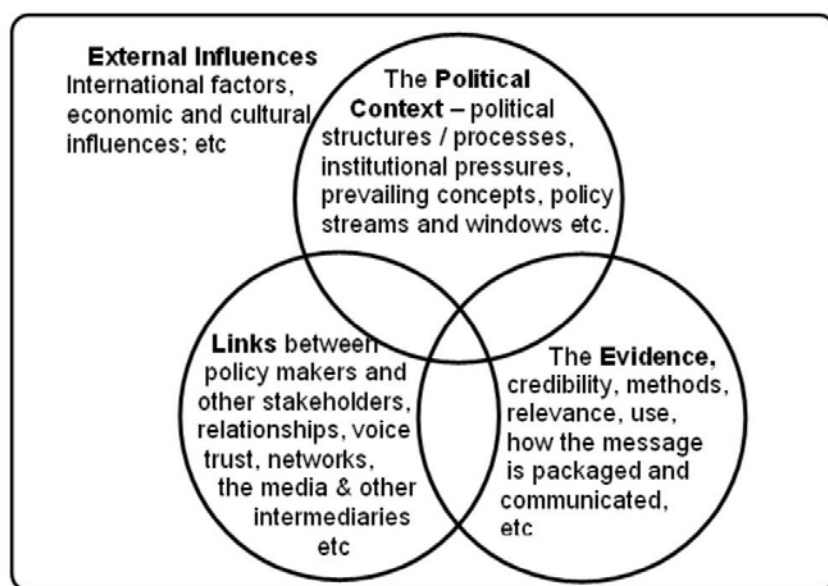 External Influences
International factors,
economic and cultural
influences; etc
The Political
Context – political
structures / processes,
institutional pressures,
prevailing concepts, policy
streams and windows etc.
Links between
policy makers and
other stakeholders,
relationships, voice
trust, networks,
the media & other
intermediaries
etc
The Evidence,
credibility, methods,
relevance, use,
how the message
is packaged and
communicated,
etc